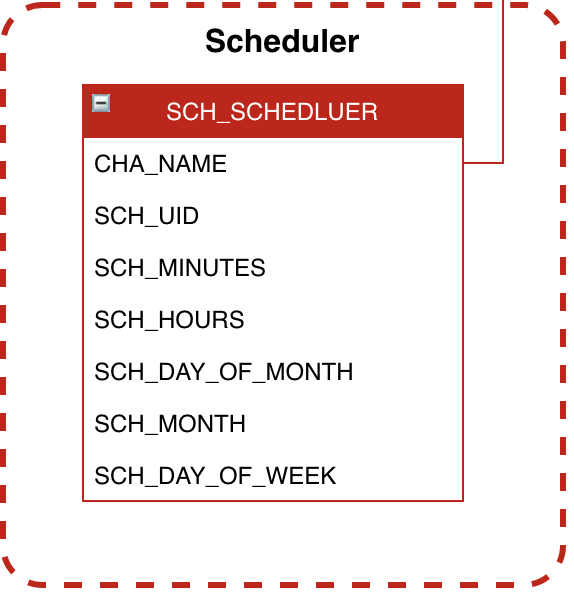 Scheduler
SCH_SCHEDLUER
CHA_NAME
SCH_UID
SCH_MINUTES
SCH_HOURS
SCH_DAY_OF_MONTH
SCH_MONTH
SCH_DAY_OF_WEEK